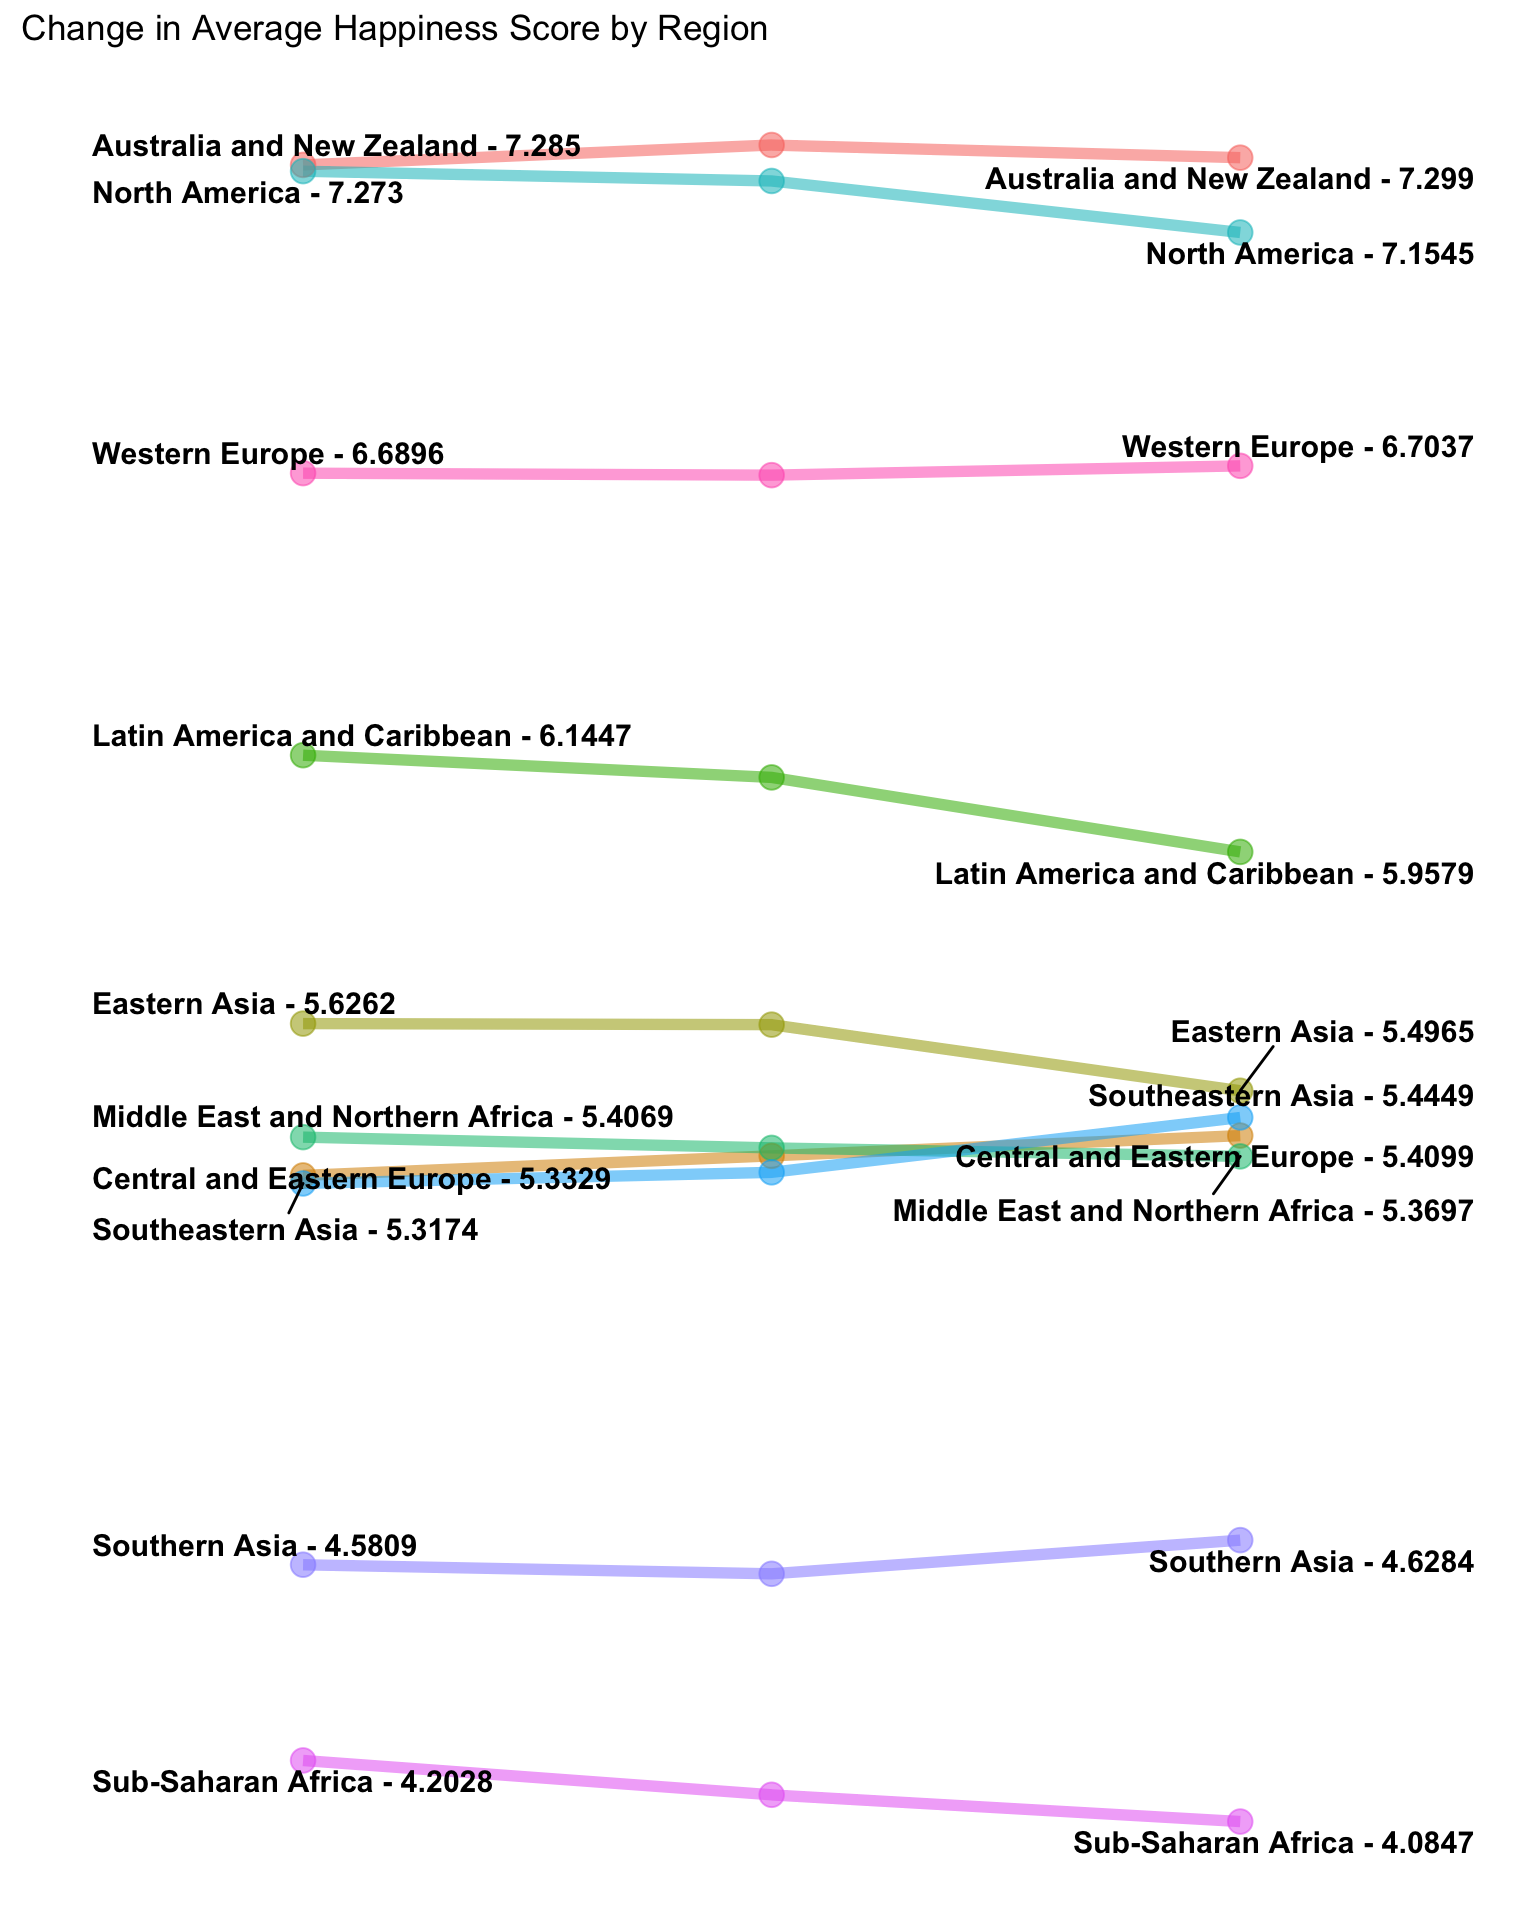 Change in Average Happiness Score by Region
Australia and New Zealand - 7.285
North America - 7.273
Australia and New Zealand - 7.299
North America - 7.1545
Western Europe - 6.6896
Western Europe - 6.7037
Latin America and Caribbean - 6.1447
Latin America and Caribbean - 5.9579
Eastern Asia - 5.6262
Eastern Asia - 5.4965
Southeastern Asia - 5.4449
Middle East and Northern Africa - 5.4069
Central and Eastern Europe - 5.4099
Central and Eastern Europe - 5.3329
Middle East and Northern Africa - 5.3697
Southeastern Asia - 5.3174
Southern Asia - 4.5809
Southern Asia - 4.6284
Sub-Saharan Africa - 4.2028
Sub-Saharan Africa - 4.0847